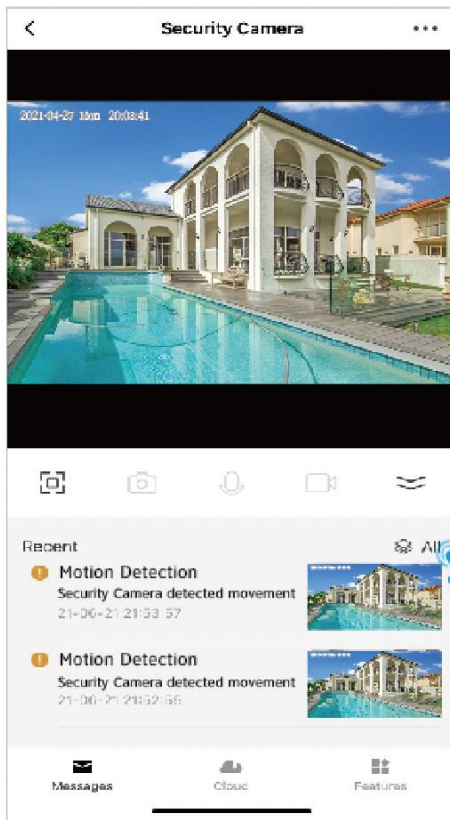 Security Camera
2021-04-27 Mon 20:03:41
Recent
All
Motion Detection
Security Camera detected movement
21-06-21 21:53:57
Motion Detection
Security Camera detected movement
21-06-21 21:52:55
Messages
Cloud
Features